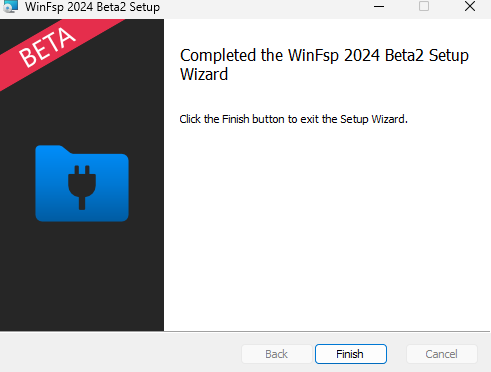 WinFsp 2024 Beta2 Setup
BETA
Completed the WinFsp 2024 Beta2 Setup
Wizard
Click the Finish button to exit the Setup Wizard.
Back
Finish
Cancel